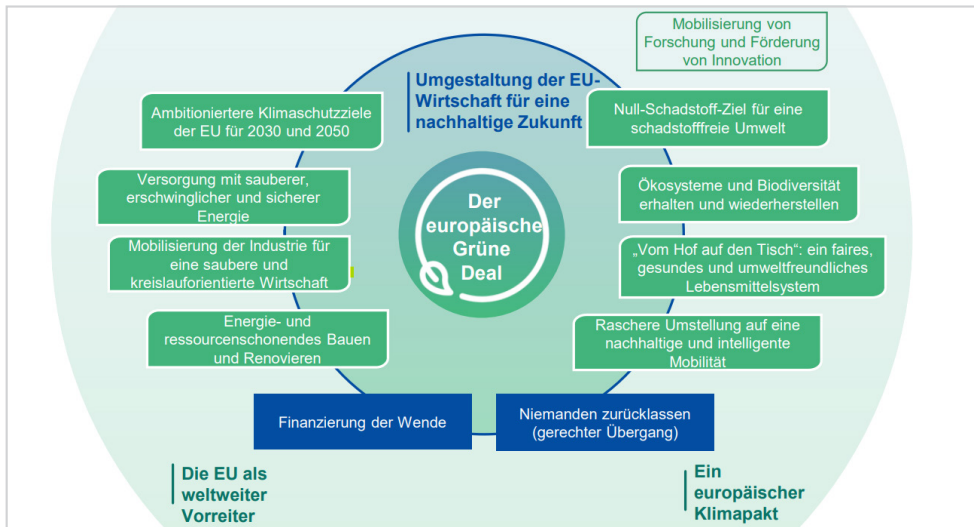 Mobilisierung von
Forschung und Förderung
von Innovation
Umgestaltung der EU-
Wirtschaft für eine
nachhaltige Zukunft
Ambitioniertere Klimaschutzziele
der EU für 2030 und 2050
Null-Schadstoff-Ziel für eine
schadstofffreie Umwelt
Versorgung mit sauberer,
erschwinglicher und sicherer
Energie
Ökosysteme und Biodiversität
erhalten und wiederherstellen
Der
europäische
Grüne
Deal
Mobilisierung der Industrie für
eine saubere und
kreislauforientierte Wirtschaft
„Vom Hof auf den Tisch“: ein faires,
gesundes und umweltfreundliches
Lebensmittelsystem
Energie- und
ressourcenschonendes Bauen
und Renovieren
Raschere Umstellung auf eine
nachhaltige und intelligente
Mobilität
Finanzierung der Wende
Niemanden zurücklassen
(gerechter Übergang)
Die EU als
weltweiter
Vorreiter
Ein
europäischer
Klimapakt